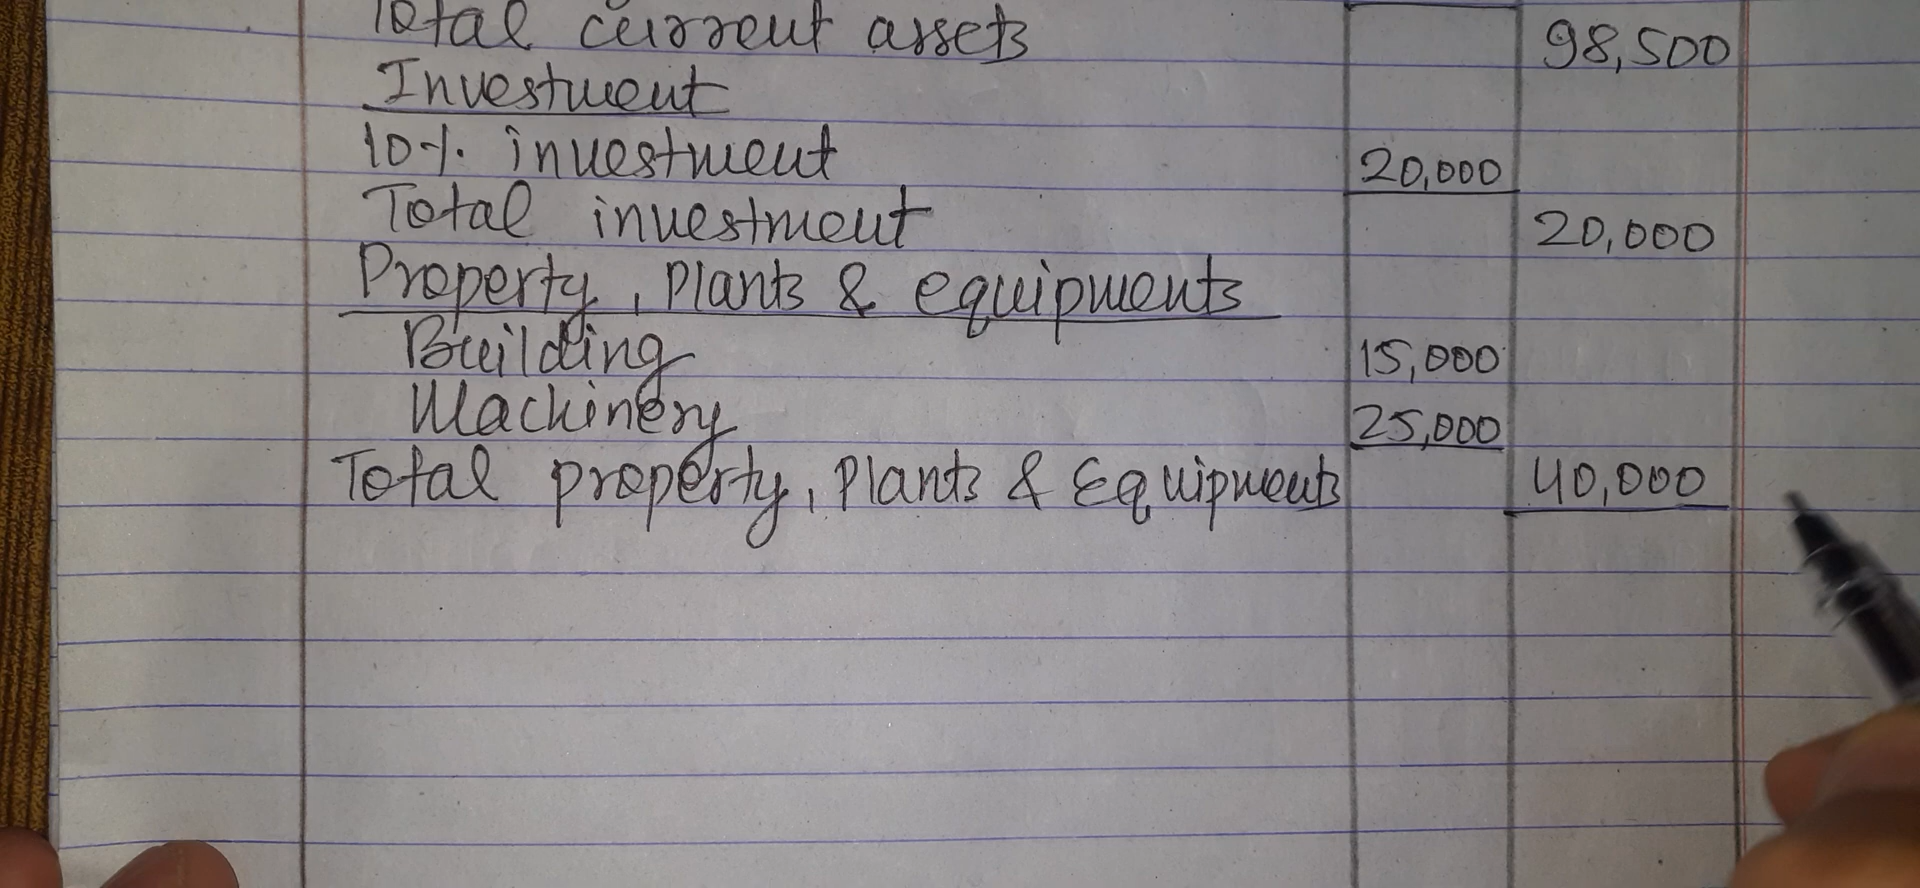 Total current assets 98,500
Investment
10% investment 20,000
Total investment 20,000
Property, Plants & equipments
Building 15,000
Machinery 25,000
Total property, Plants & Equipments 40,000